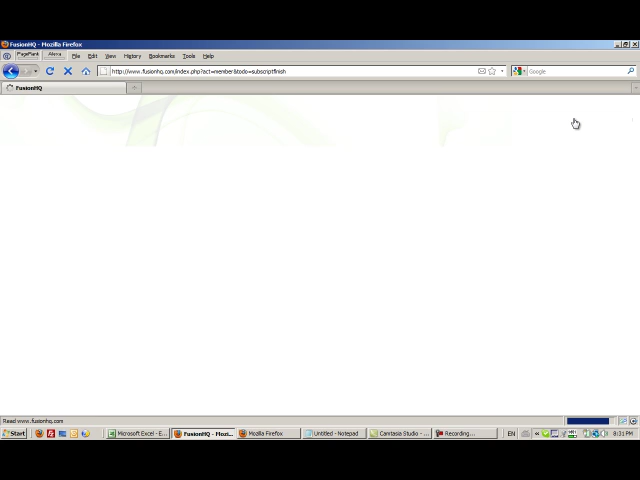 FusionHQ - Mozilla Firefox
PageRank Alexa File Edit View History Bookmarks Tools Help
http://www.fusionhq.com/index.php?act=member&todo=subscriptfinish
Google
FusionHQ
Read www.fusionhq.com
Start Microsoft Excel - E... FusionHQ - Mozi... Mozilla Firefox Untitled - Notepad Camtasia Studio - ... Recording... EN 8:31 PM